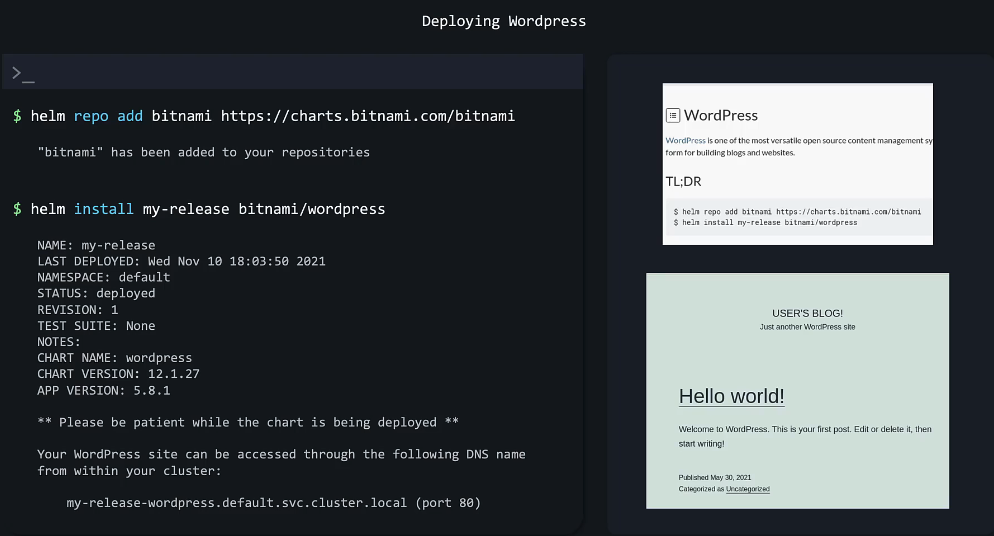 Deploying Wordpress
>_
$ helm repo add bitnami https://charts.bitnami.com/bitnami
"bitnami" has been added to your repositories
$ helm install my-release bitnami/wordpress
NAME: my-release
LAST DEPLOYED: Wed Nov 10 18:03:50 2021
NAMESPACE: default
STATUS: deployed
REVISION: 1
TEST SUITE: None
NOTES:
CHART NAME: wordpress
CHART VERSION: 12.1.27
APP VERSION: 5.8.1
** Please be patient while the chart is being deployed **
Your WordPress site can be accessed through the following DNS name
from within your cluster:
my-release-wordpress.default.svc.cluster.local (port 80)
WordPress
WordPress is one of the most versatile open source content management sy
form for building blogs and websites.
TL;DR
$ helm repo add bitnami https://charts.bitnami.com/bitnami
$ helm install my-release bitnami/wordpress
USER'S BLOG!
Just another WordPress site
Hello world!
Welcome to WordPress. This is your first post. Edit or delete it, then
start writing!
Published May 30, 2021
Categorized as Uncategorized